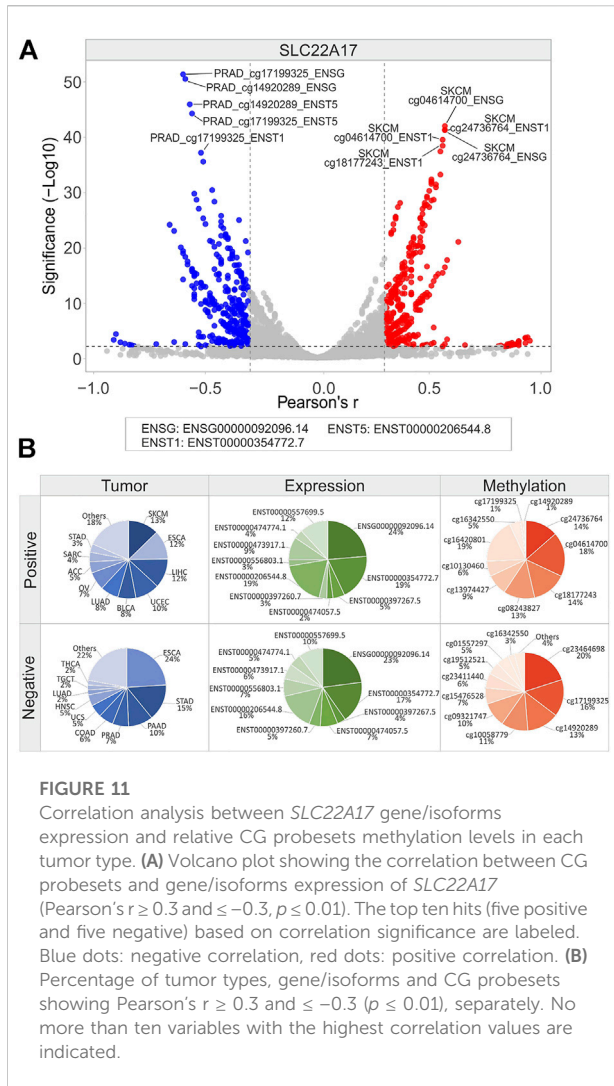 A
SLC22A17
Significance (−Log10)
50
40
30
20
10
0
PRAD_cg17199325_ENSG
PRAD_cg14920289_ENSG
PRAD_cg14920289_ENST5
PRAD_cg17199325_ENST5
PRAD_cg17199325_ENST1
SKCM
cg04614700_ENSG
SKCM
cg04614700_ENST1
SKCM
cg24736764_ENST1
SKCM
cg18177243_ENST1
SKCM
cg24736764_ENSG
−1.0
−0.5
0.0
0.5
1.0
Pearson's r
ENSG: ENSG00000092096.14 ENST5: ENST00000206544.8
ENST1: ENST00000354772.7
B
Tumor
Expression
Methylation
Positive
Others
18%
SKCM
13%
STAD
3%
ESCA
12%
SARC
4%
ACC
5%
LIHC
12%
OV
7%
LUAD
8%
BLCA
8%
UCEC
10%
ENST00000557699.5
12%
ENSG00000092096.14
24%
ENST00000474774.1
4%
ENST00000473917.1
9%
ENST00000556803.1
3%
ENST00000206544.8
19%
ENST00000354772.7
19%
ENST00000397260.7
3%
ENST00000397267.5
5%
ENST00000474057.5
2%
cg17199325
1%
cg14920289
1%
cg16342550
5%
cg24736764
14%
cg16420801
19%
cg04614700
18%
cg10130460
6%
cg13974427
9%
cg18177243
14%
cg08243827
13%
Negative
Others
22%
ESCA
24%
THCA
2%
TGCT
2%
LUAD
2%
HNSC
5%
STAD
15%
UCS
5%
COAD
6%
PRAD
7%
PAAD
10%
ENST00000557699.5
10%
ENSG00000092096.14
23%
ENST00000474774.1
5%
ENST00000473917.1
6%
ENST00000556803.1
7%
ENST00000206544.8
16%
ENST00000354772.7
17%
ENST00000397267.5
4%
ENST00000397260.7
5%
ENST00000474057.5
7%
cg16342550
3%
Others
4%
cg01557297
5%
cg23464698
20%
cg19512521
5%
cg23411440
6%
cg17199325
16%
cg15476528
7%
cg09321747
10%
cg14920289
13%
cg10058779
11%
FIGURE 11
Correlation analysis between SLC22A17 gene/isoforms
expression and relative CG probesets methylation levels in each
tumor type. (A) Volcano plot showing the correlation between CG
probesets and gene/isoforms expression of SLC22A17
(Pearson's r ≥ 0.3 and ≤ −0.3, p ≤ 0.01). The top ten hits (five positive
and five negative) based on correlation significance are labeled.
Blue dots: negative correlation, red dots: positive correlation. (B)
Percentage of tumor types, gene/isoforms and CG probesets
showing Pearson's r ≥ 0.3 and ≤ −0.3 (p ≤ 0.01), separately. No
more than ten variables with the highest correlation values are
indicated.